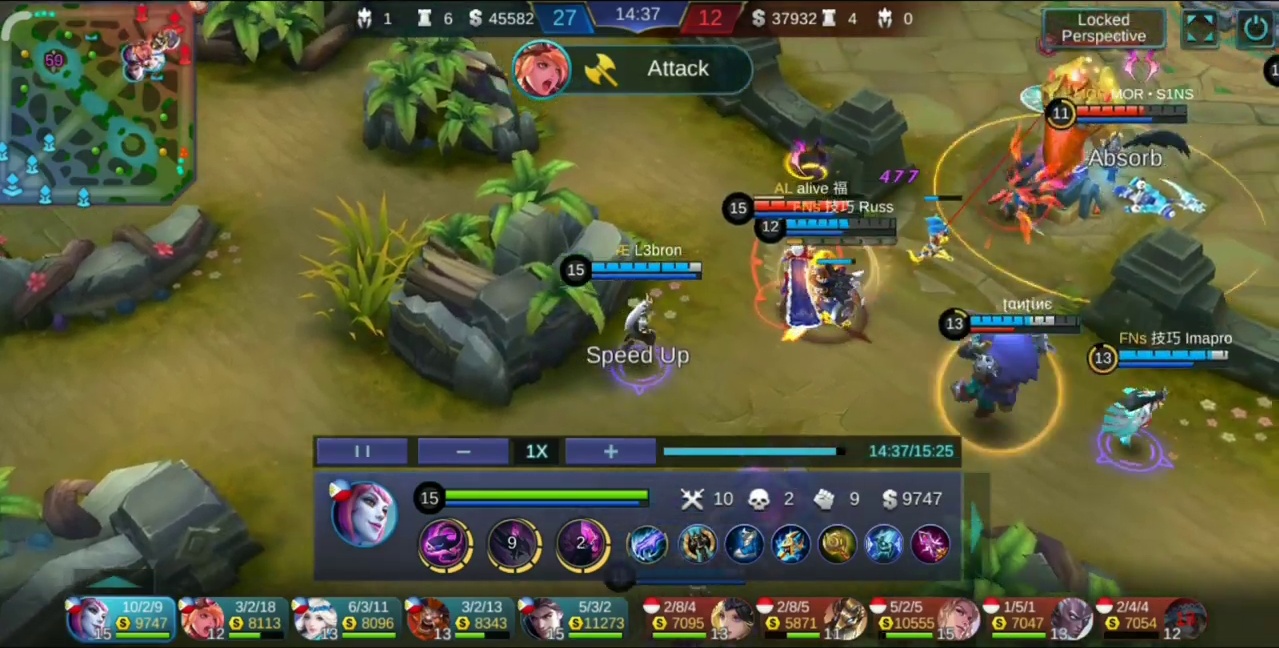 1 6 45582 27 14:37 12 37932 4 0
Locked
Perspective
59
Attack
MOR • S1NS
11
Absorb
477
AL alive 福
15
FNs 技巧 Russ
12
Æ L3bron
15
Speed Up
13
FNs 技巧 Imapro
13
1X 14:37/15:25
15 10 2 9 9747
9 2
10/2/9 3/2/18 6/3/11 3/2/13 5/3/2 2/8/4 2/8/5 5/2/5 1/5/1 2/4/4
9747 8113 8096 8343 11273 7095 5871 10555 7047 7054
15 12 13 13 15 13 11 15 13 12